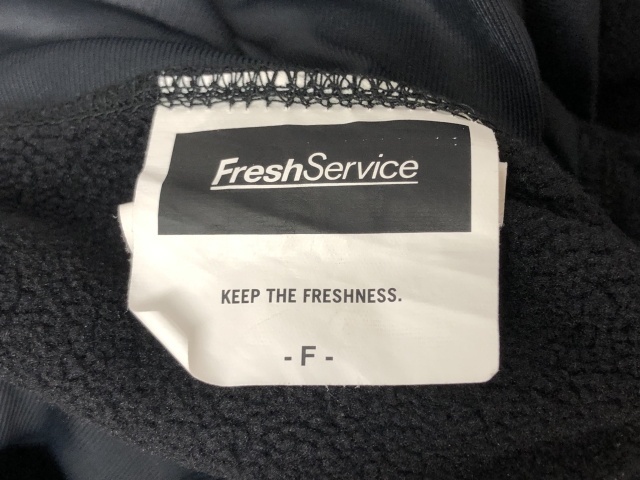 FreshService
KEEP THE FRESHNESS.
- F -